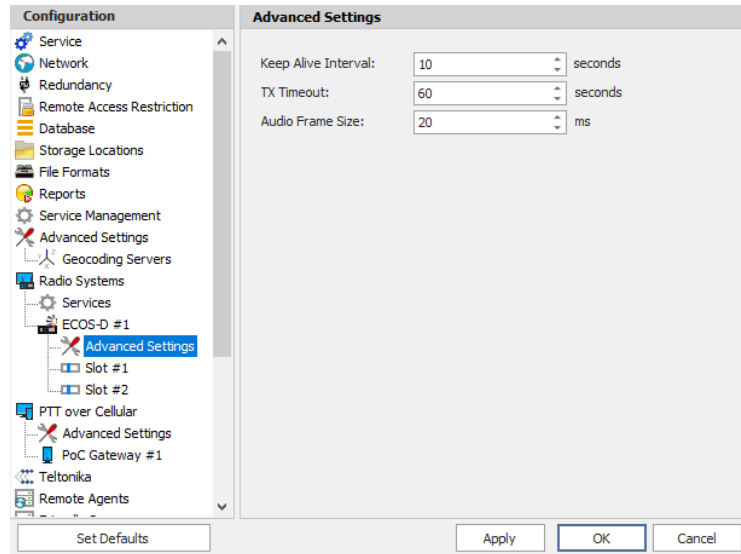 Configuration
Service
Network
Redundancy
Remote Access Restriction
Database
Storage Locations
File Formats
Reports
Service Management
Advanced Settings
Geocoding Servers
Radio Systems
Services
ECOS-D #1
Advanced Settings
Slot #1
Slot #2
PTT over Cellular
Advanced Settings
PoC Gateway #1
Teltonika
Remote Agents
Set Defaults
Advanced Settings
Keep Alive Interval: 10 seconds
TX Timeout: 60 seconds
Audio Frame Size: 20 ms
Apply OK Cancel